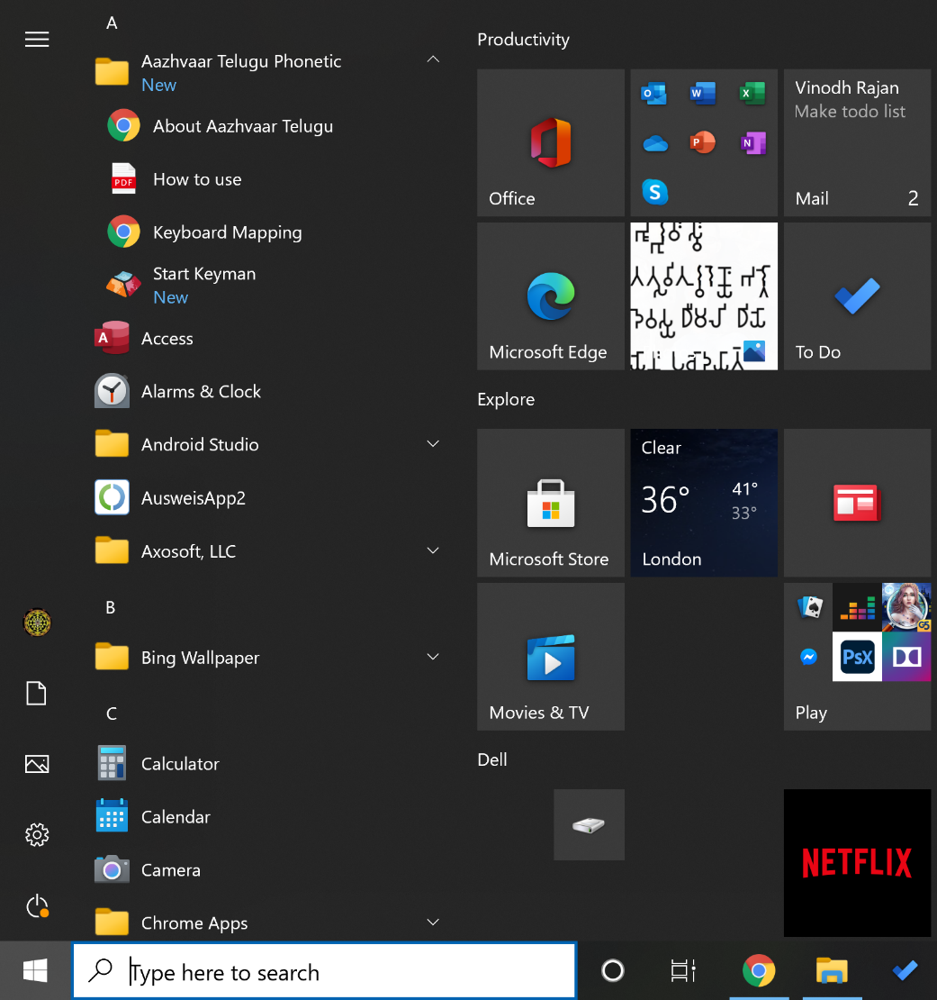 A
Aazhvaar Telugu Phonetic
New
About Aazhvaar Telugu
PDF
How to use
Keyboard Mapping
Start Keyman
New
A
Access
Alarms & Clock
Android Studio
AusweisApp2
Axosoft, LLC
B
Bing Wallpaper
C
Calculator
Calendar
Camera
Chrome Apps
Type here to search
Productivity
Office
O W X
P N
S
Vinodh Rajan
Make todo list
Mail 2
Microsoft Edge
To Do
Explore
Microsoft Store
Clear
36° 41°
33°
London
Movies & TV
G5
PsX
Play
Dell
NETFLIX